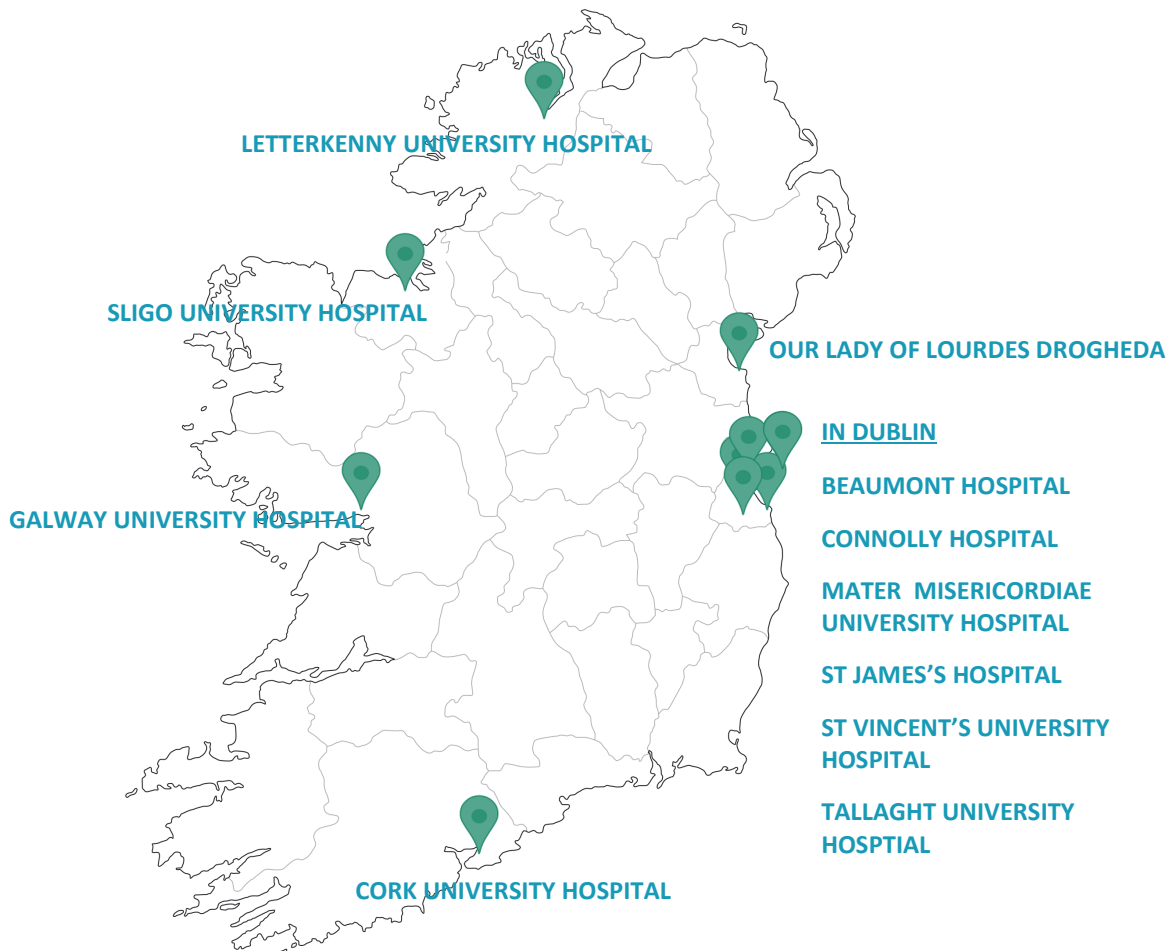 LETTERKENNY UNIVERSITY HOSPITAL
SLIGO UNIVERSITY HOSPITAL
OUR LADY OF LOURDES DROGHEDA
IN DUBLIN
BEAUMONT HOSPITAL
GALWAY UNIVERSITY HOSPITAL
CONNOLLY HOSPITAL
MATER MISERICORDIAE
UNIVERSITY HOSPITAL
ST JAMES’S HOSPITAL
ST VINCENT’S UNIVERSITY
HOSPITAL
TALLAGHT UNIVERSITY
HOSPTIAL
CORK UNIVERSITY HOSPITAL